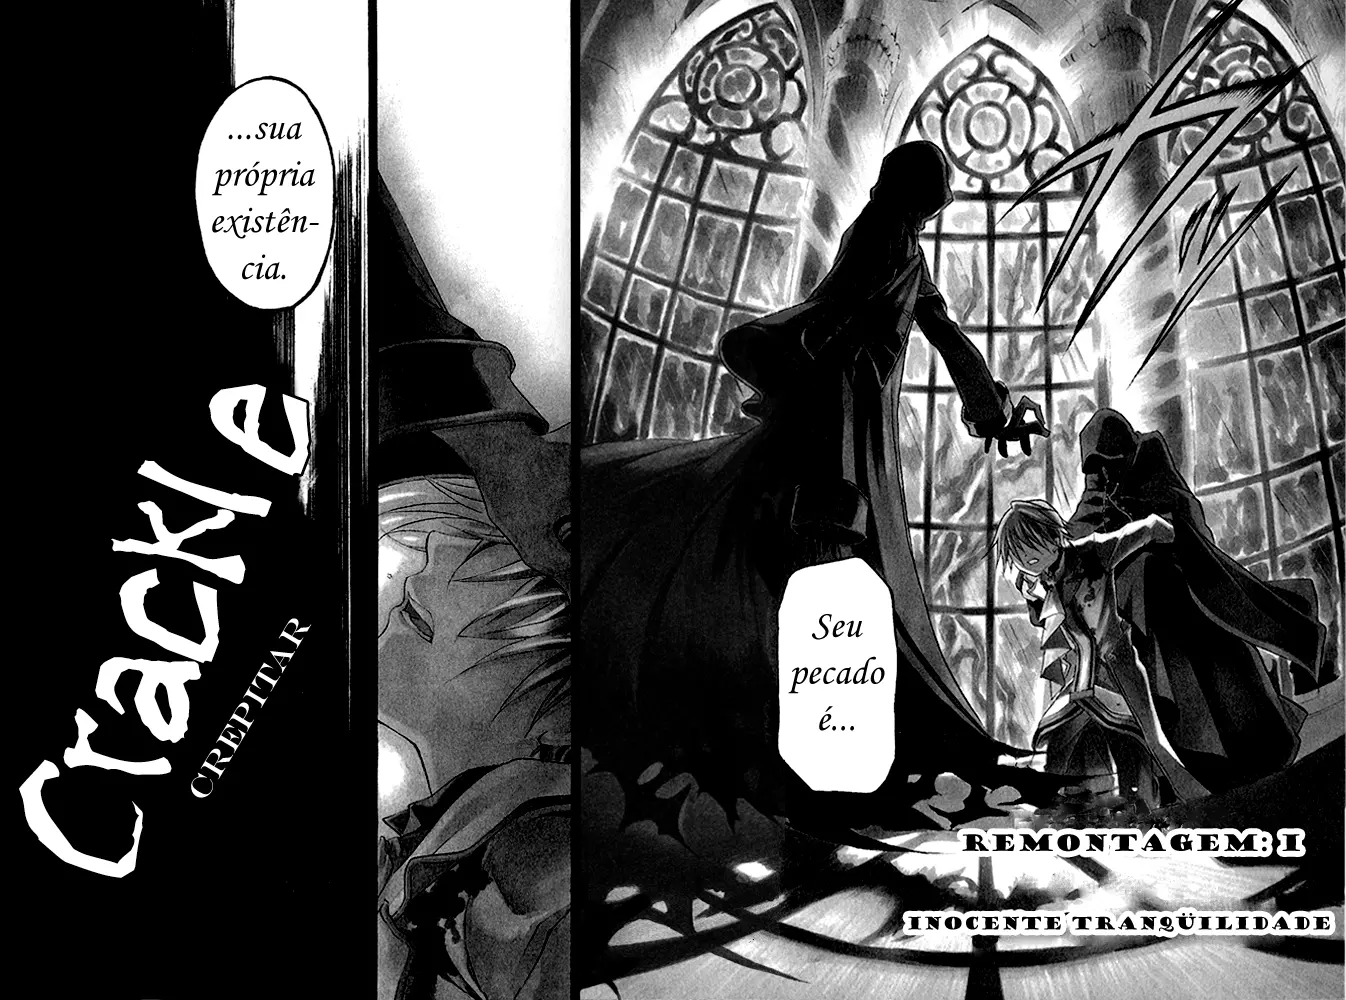 Seu
pecado
é...
REMONTAGEM: I
INOCENTE TRANQÜILIDADE
...sua
própria
existên-
cia.
Crackle
CREPITAR